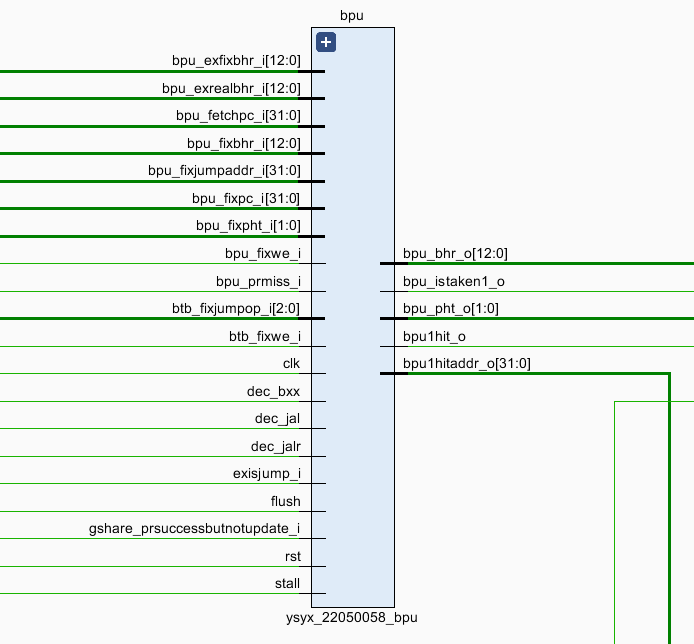 bpu
bpu_exfixbhr_i[12:0]
bpu_exrealbhr_i[12:0]
bpu_fetchpc_i[31:0]
bpu_fixbhr_i[12:0]
bpu_fixjumpaddr_i[31:0]
bpu_fixpc_i[31:0]
bpu_fixpht_i[1:0]
bpu_fixwe_i
bpu_prmiss_i
btb_fixjumpop_i[2:0]
btb_fixwe_i
clk
dec_bxx
dec_jal
dec_jalr
exisjump_i
flush
gshare_prsuccessbutnotupdate_i
rst
stall
bpu_bhr_o[12:0]
bpu_istaken1_o
bpu_pht_o[1:0]
bpu1hit_o
bpu1hitaddr_o[31:0]
ysyx_22050058_bpu